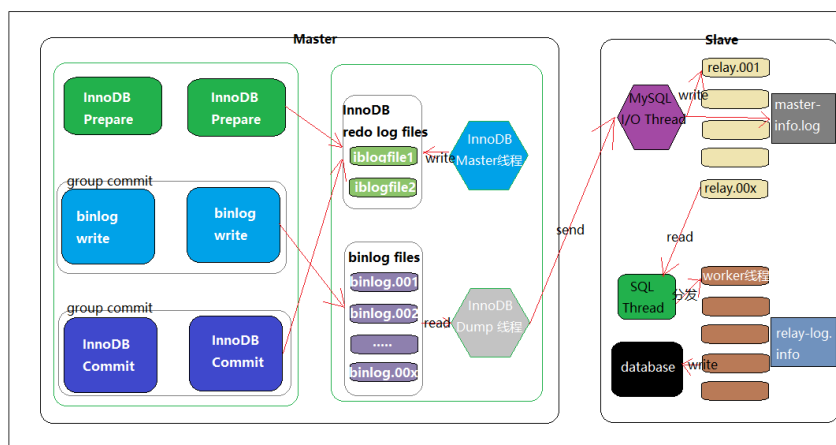 Master
InnoDB
Prepare
InnoDB
Prepare
group commit
binlog
write
binlog
write
group commit
InnoDB
Commit
InnoDB
Commit
InnoDB
redo log files
iblogfile1
iblogfile2
write
InnoDB
Master线程
binlog files
binlog.001
binlog.002
.....
binlog.00x
read
InnoDB
Dump 线程
send
Slave
MySQL
I/O Thread
write
relay.001
relay.00x
master-
info.log
read
SQL
Thread
分发
worker线程
relay-log.
info
database
write